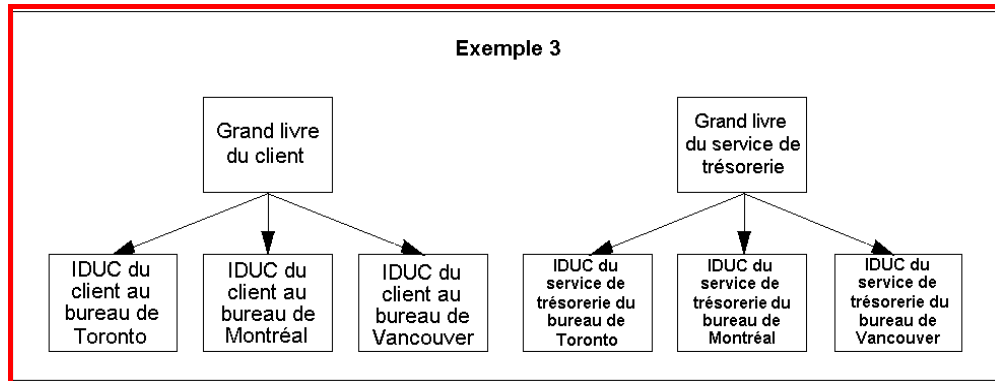 Exemple 3
Grand livre
du client
Grand livre
du service de
trésorerie
IDUC du
client au
bureau de
Toronto
IDUC du
client au
bureau de
Montréal
IDUC du
client au
bureau de
Vancouver
IDUC du
service de
trésorerie du
bureau de
Toronto
IDUC du
service de
trésorerie du
bureau de
Montréal
IDUC du
service de
trésorerie du
bureau de
Vancouver